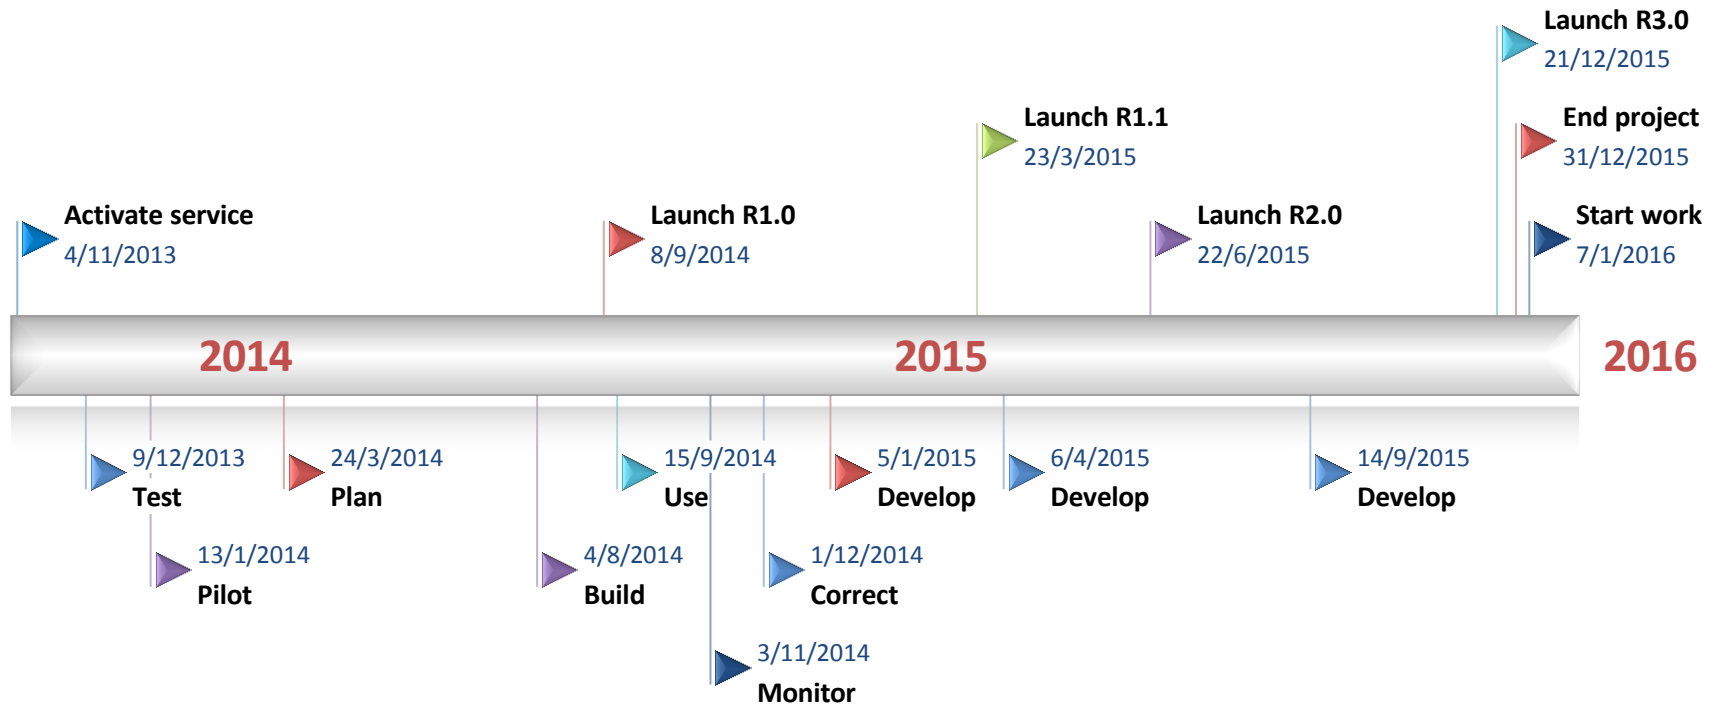 Launch R3.0
21/12/2015
Launch R1.1
23/3/2015
End project
31/12/2015
Activate service
4/11/2013
Launch R1.0
8/9/2014
Launch R2.0
22/6/2015
Start work
7/1/2016
2014
2015
2016
9/12/2013
Test
24/3/2014
Plan
15/9/2014
Use
5/1/2015
Develop
6/4/2015
Develop
14/9/2015
Develop
13/1/2014
Pilot
4/8/2014
Build
1/12/2014
Correct
3/11/2014
Monitor